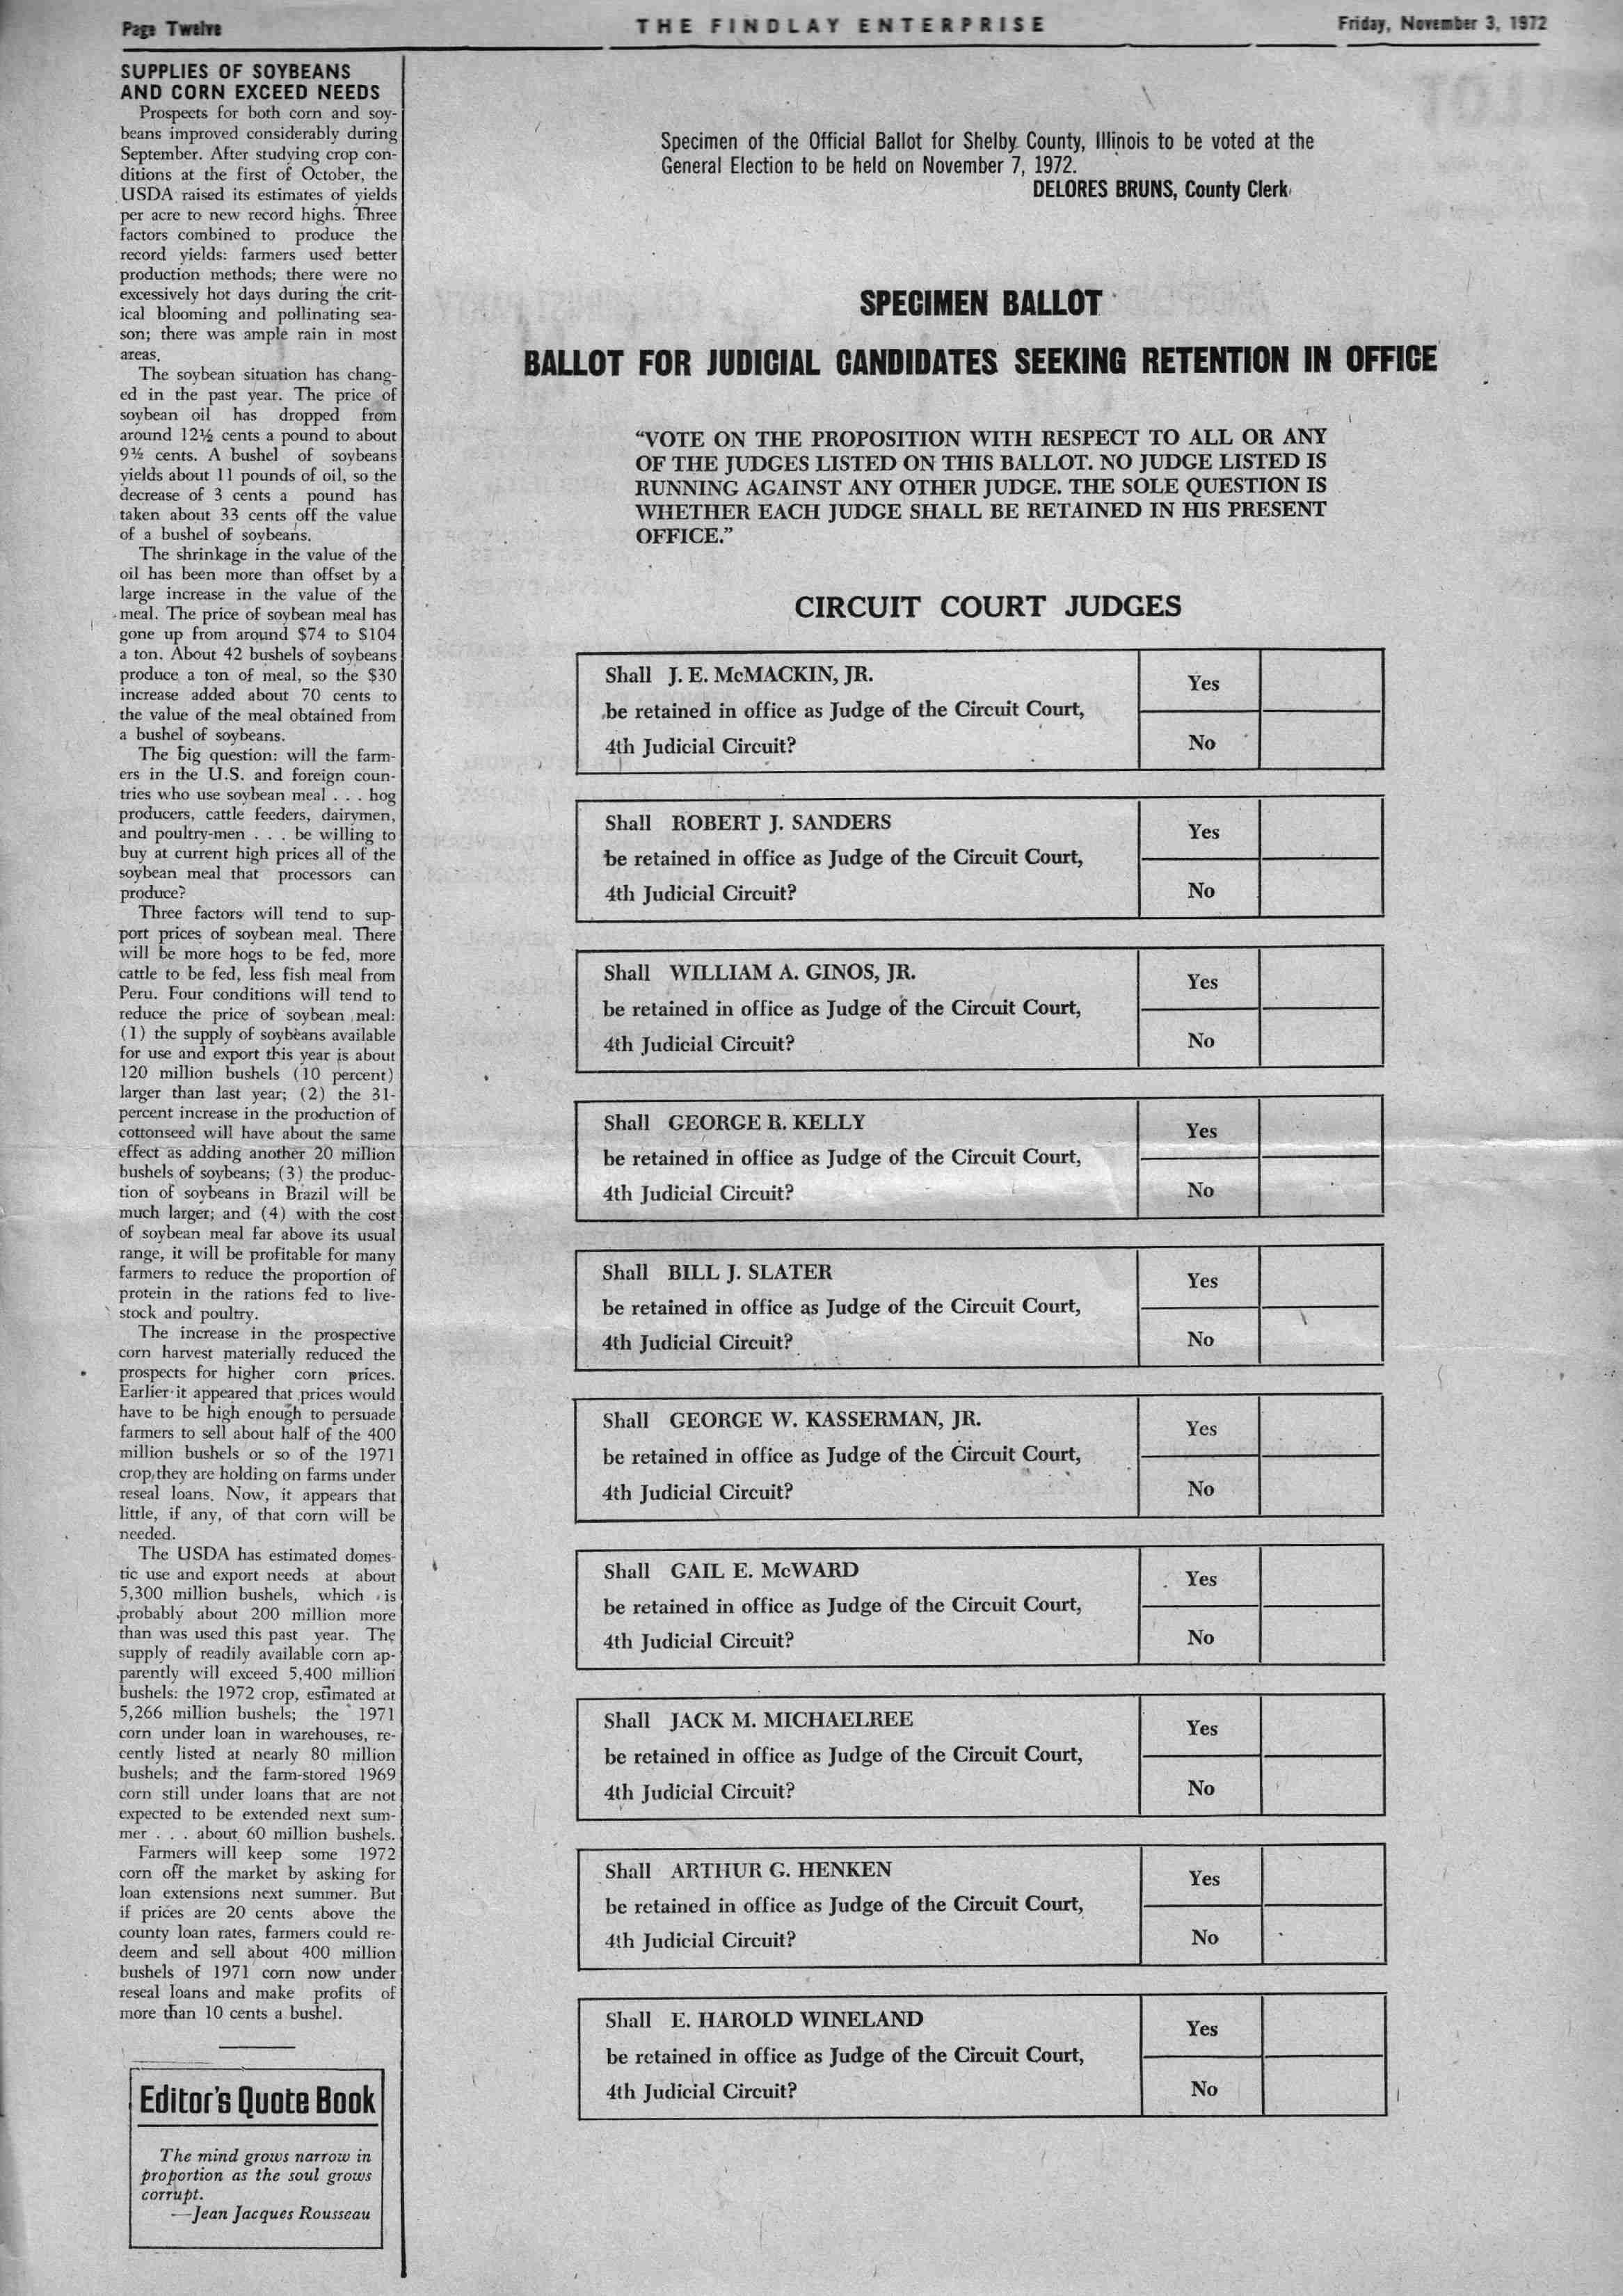 Page Twelve
THE FINDLAY ENTERPRISE
Friday, November 3, 1972
SUPPLIES OF SOYBEANS
AND CORN EXCEED NEEDS
Prospects for both corn and soy-
beans improved considerably during
September. After studying crop con-
ditions at the first of October, the
USDA raised its estimates of yields
per acre to new record highs. Three
factors combined to produce the
record yields: farmers used better
production methods; there were no
excessively hot days during the crit-
ical blooming and pollinating sea-
son; there was ample rain in most
areas.
The soybean situation has chang-
ed in the past year. The price of
soybean oil has dropped from
around 12½ cents a pound to about
9½ cents. A bushel of soybeans
yields about 11 pounds of oil, so the
decrease of 3 cents a pound has
taken about 33 cents off the value
of a bushel of soybeans.
The shrinkage in the value of the
oil has been more than offset by a
large increase in the value of the
meal. The price of soybean meal has
gone up from around $74 to $104
a ton. About 42 bushels of soybeans
produce a ton of meal, so the $30
increase added about 70 cents to
the value of the meal obtained from
a bushel of soybeans.
The big question: will the farm-
ers in the U.S. and foreign coun-
tries who use soybean meal . . . hog
producers, cattle feeders, dairymen,
and poultry-men . . . be willing to
buy at current high prices all of the
soybean meal that processors can
produce?
Three factors will tend to sup-
port prices of soybean meal. There
will be more hogs to be fed, more
cattle to be fed, less fish meal from
Peru. Four conditions will tend to
reduce the price of soybean meal:
(1) the supply of soybeans available
for use and export this year is about
120 million bushels (10 percent)
larger than last year; (2) the 31-
percent increase in the production of
cottonseed will have about the same
effect as adding another 20 million
bushels of soybeans; (3) the produc-
tion of soybeans in Brazil will be
much larger; and (4) with the cost
of soybean meal far above its usual
range, it will be profitable for many
farmers to reduce the proportion of
protein in the rations fed to live-
stock and poultry.
The increase in the prospective
corn harvest materially reduced the
prospects for higher corn prices.
Earlier it appeared that prices would
have to be high enough to persuade
farmers to sell about half of the 400
million bushels or so of the 1971
crop they are holding on farms under
reseal loans. Now, it appears that
little, if any, of that corn will be
needed.
The USDA has estimated domes-
tic use and export needs at about
5,300 million bushels, which is
probably about 200 million more
than was used this past year. The
supply of readily available corn ap-
parently will exceed 5,400 million
bushels: the 1972 crop, estimated at
5,266 million bushels; the 1971
corn under loan in warehouses, re-
cently listed at nearly 80 million
bushels; and the farm-stored 1969
corn still under loans that are not
expected to be extended next sum-
mer . . . about 60 million bushels.
Farmers will keep some 1972
corn off the market by asking for
loan extensions next summer. But
if prices are 20 cents above the
county loan rates, farmers could re-
deem and sell about 400 million
bushels of 1971 corn now under
reseal loans and make profits of
more than 10 cents a bushel.
Editor's Quote Book
The mind grows narrow in
proportion as the soul grows
corrupt.
—Jean Jacques Rousseau
Specimen of the Official Ballot for Shelby County, Illinois to be voted at the
General Election to be held on November 7, 1972.
DELORES BRUNS, County Clerk
SPECIMEN BALLOT
BALLOT FOR JUDICIAL CANDIDATES SEEKING RETENTION IN OFFICE
"VOTE ON THE PROPOSITION WITH RESPECT TO ALL OR ANY
OF THE JUDGES LISTED ON THIS BALLOT. NO JUDGE LISTED IS
RUNNING AGAINST ANY OTHER JUDGE. THE SOLE QUESTION IS
WHETHER EACH JUDGE SHALL BE RETAINED IN HIS PRESENT
OFFICE."
CIRCUIT COURT JUDGES
Shall J. E. McMACKIN, JR.
be retained in office as Judge of the Circuit Court,
4th Judicial Circuit?
Yes
No
Shall ROBERT J. SANDERS
be retained in office as Judge of the Circuit Court,
4th Judicial Circuit?
Yes
No
Shall WILLIAM A. GINOS, JR.
be retained in office as Judge of the Circuit Court,
4th Judicial Circuit?
Yes
No
Shall GEORGE R. KELLY
be retained in office as Judge of the Circuit Court,
4th Judicial Circuit?
Yes
No
Shall BILL J. SLATER
be retained in office as Judge of the Circuit Court,
4th Judicial Circuit?
Yes
No
Shall GEORGE W. KASSERMAN, JR.
be retained in office as Judge of the Circuit Court,
4th Judicial Circuit?
Yes
No
Shall GAIL E. McWARD
be retained in office as Judge of the Circuit Court,
4th Judicial Circuit?
Yes
No
Shall JACK M. MICHAELREE
be retained in office as Judge of the Circuit Court,
4th Judicial Circuit?
Yes
No
Shall ARTHUR G. HENKEN
be retained in office as Judge of the Circuit Court,
4th Judicial Circuit?
Yes
No
Shall E. HAROLD WINELAND
be retained in office as Judge of the Circuit Court,
4th Judicial Circuit?
Yes
No